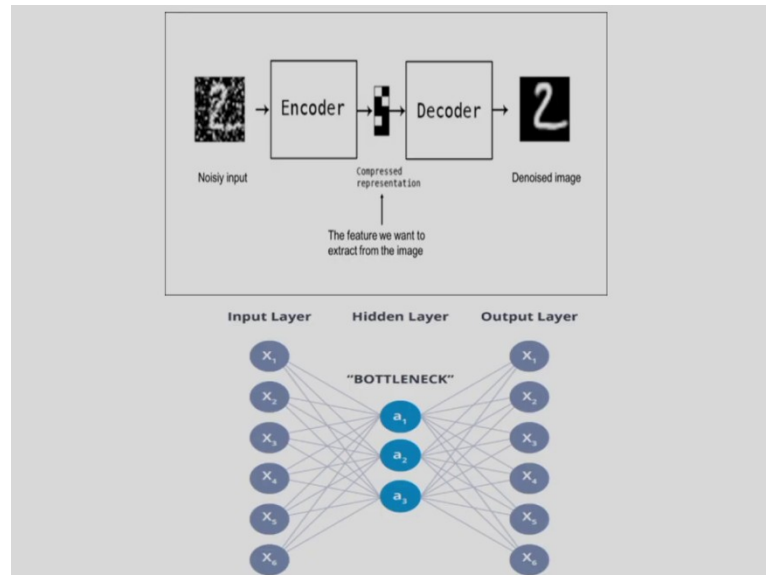 Encoder
Decoder
Noisiy input
Compressed
representation
Denoised image
The feature we want to
extract from the image
Input Layer Hidden Layer Output Layer
"BOTTLENECK"
X₁ X₁
X₂ a₁ X₂
X₃ a₂ X₃
X₄ a₃ X₄
X₅ X₅
X₆ X₆